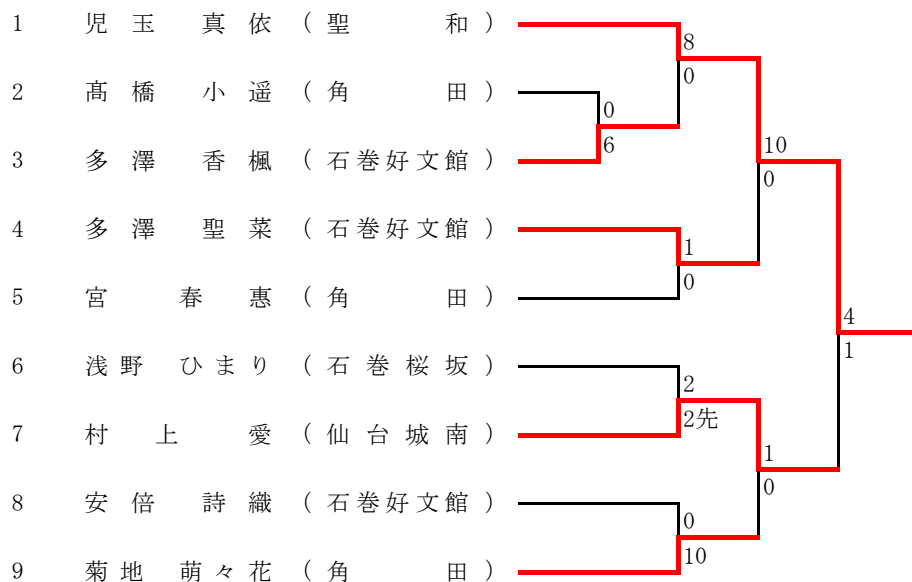 1 児玉 真依 (聖 和)
8
0
2 髙橋 小遥 (角 田)
0
6
3 多澤 香楓 (石巻好文館)
10
0
4 多澤 聖菜 (石巻好文館)
1
0
5 宮 春惠 (角 田)
4
1
6 浅野 ひまり (石巻桜坂)
2
2先
7 村上 愛 (仙台城南)
1
0
8 安倍 詩織 (石巻好文館)
0
10
9 菊地 萌々花 (角 田)